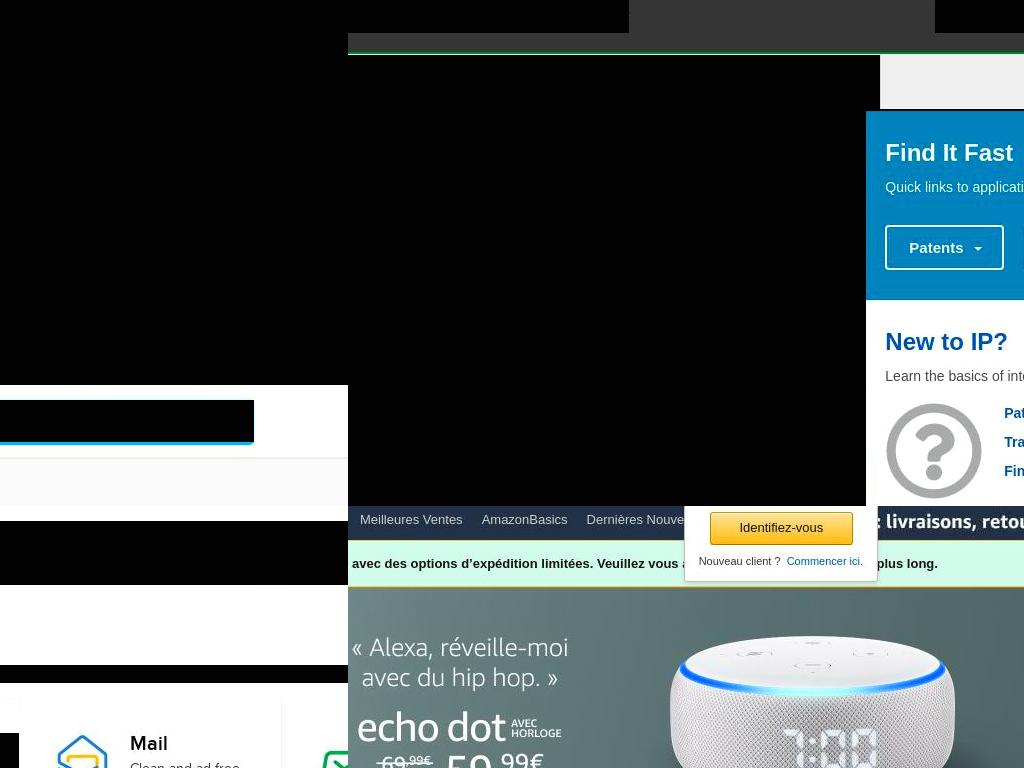 Find It Fast
Quick links to applicati
Patents
New to IP?
Learn the basics of int
Pat
Tra
Fin
Meilleures Ventes AmazonBasics Dernières Nouve
Identifiez-vous
: livraisons, retou
Nouveau client ? Commencer ici.
avec des options d'expédition limitées. Veuillez vous plus long.
« Alexa, réveille-moi
avec du hip hop. »
echo dot AVEC HORLOGE
69,99€ 59,99€
7:00
Mail
Clean and ad-free